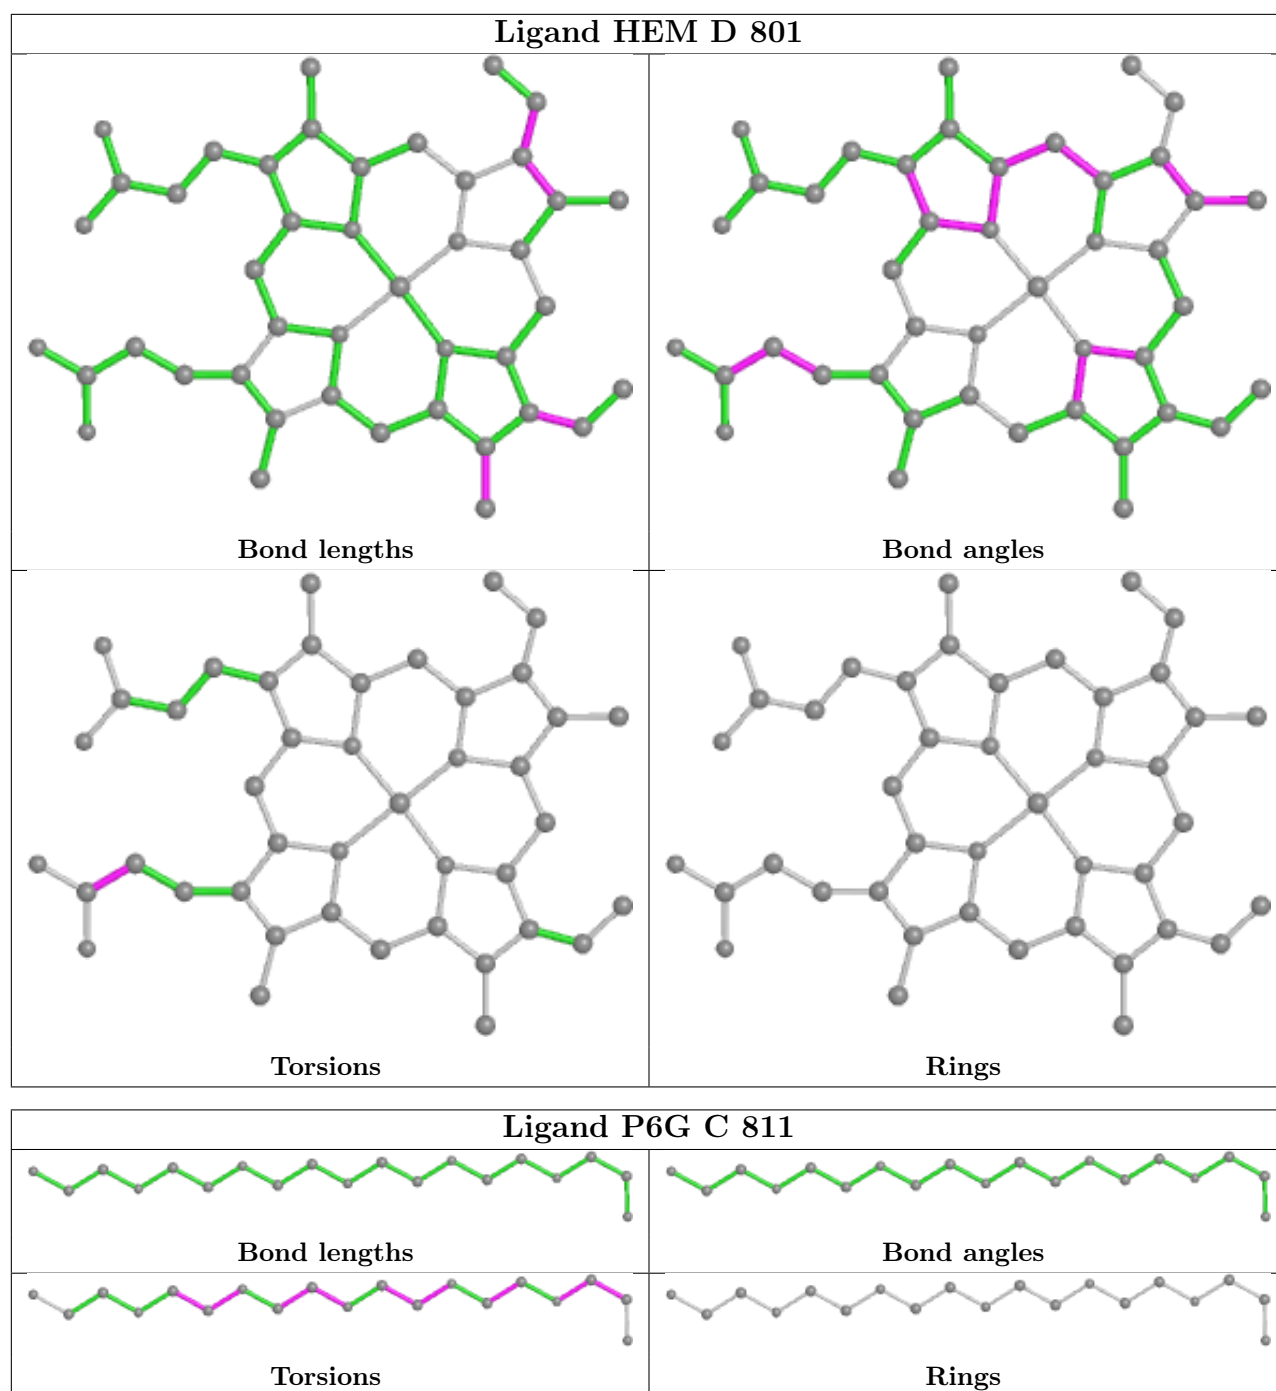 Ligand HEM D 801
Bond lengths
Bond angles
Torsions
Rings
Ligand P6G C 811
Bond lengths
Bond angles
Torsions
Rings